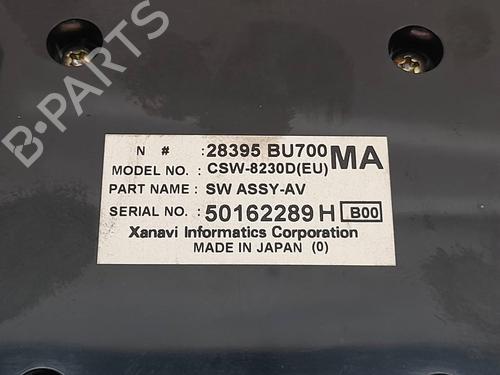 B-PARTS
N # : 28395 BU700 MA
MODEL NO. : CSW-8230D(EU)
PART NAME : SW ASSY-AV
SERIAL NO. : 50162289 H B00
Xanavi Informatics Corporation
MADE IN JAPAN (0)